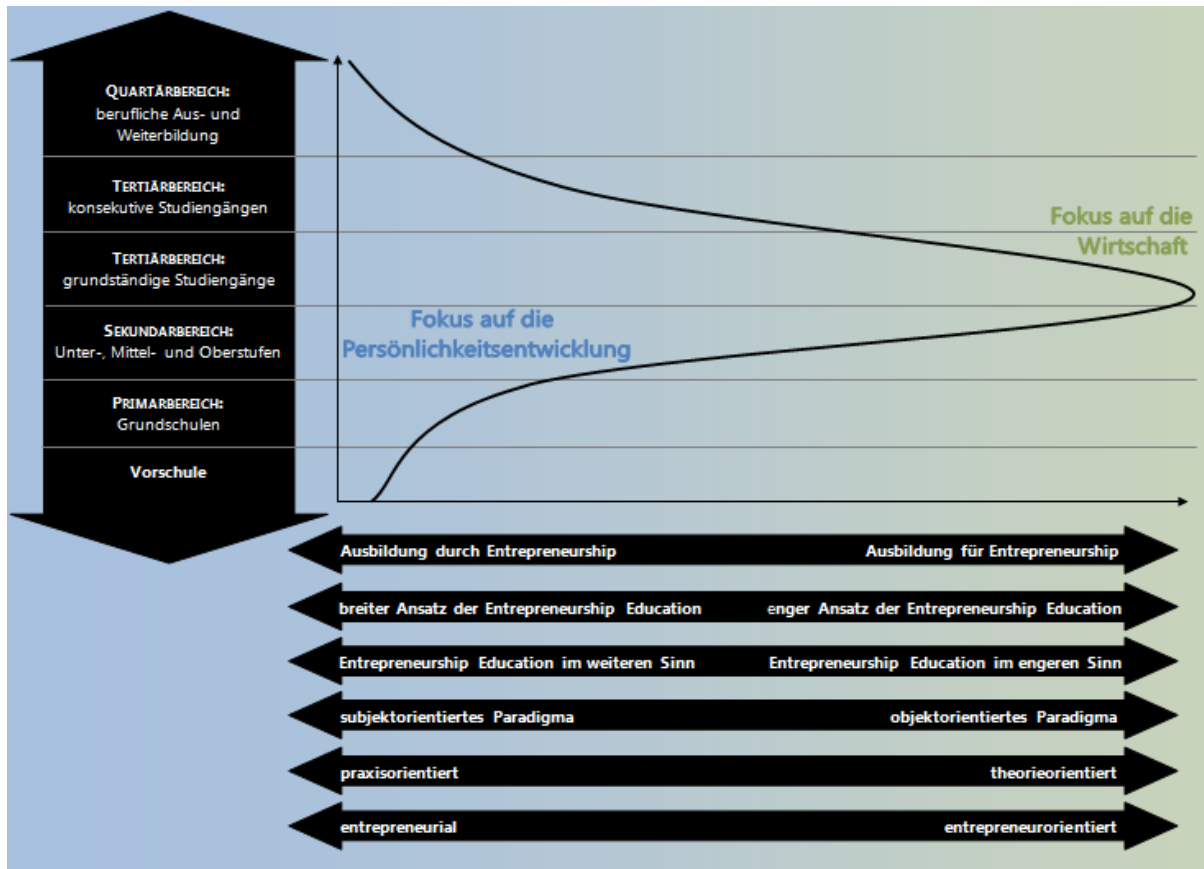 QUARTÄRBEREICH:
berufliche Aus- und
Weiterbildung
TERTIÄRBEREICH:
konsekutive Studiengängen
TERTIÄRBEREICH:
grundständige Studiengänge
SEKUNDARBEREICH:
Unter-, Mittel- und Oberstufen
PRIMARBEREICH:
Grundschulen
Vorschule
Fokus auf die
Wirtschaft
Fokus auf die
Persönlichkeitsentwicklung
Ausbildung durch Entrepreneurship Ausbildung für Entrepreneurship
breiter Ansatz der Entrepreneurship Education enger Ansatz der Entrepreneurship Education
Entrepreneurship Education im weiteren Sinn Entrepreneurship Education im engeren Sinn
subjektorientiertes Paradigma objektorientiertes Paradigma
praxisorientiert theorieorientiert
entrepreneurial entrepreneurorientiert